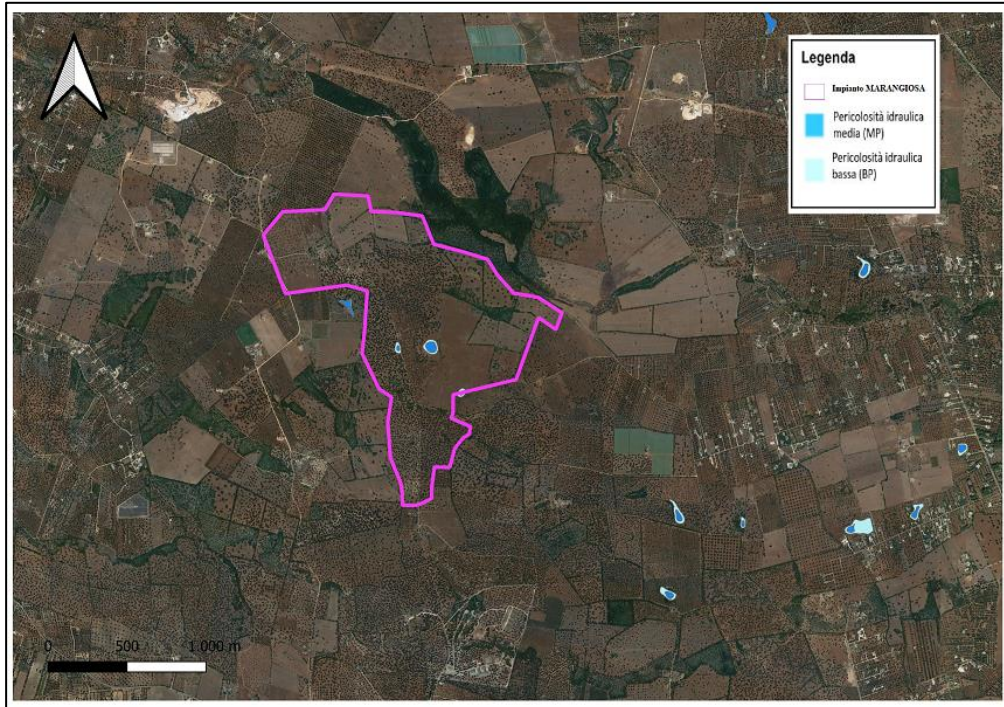 Legenda
Impianto MARANGIOSA
Pericolosità idraulica
media (MP)
Pericolosità idraulica
bassa (BP)
0 500 1.000 m